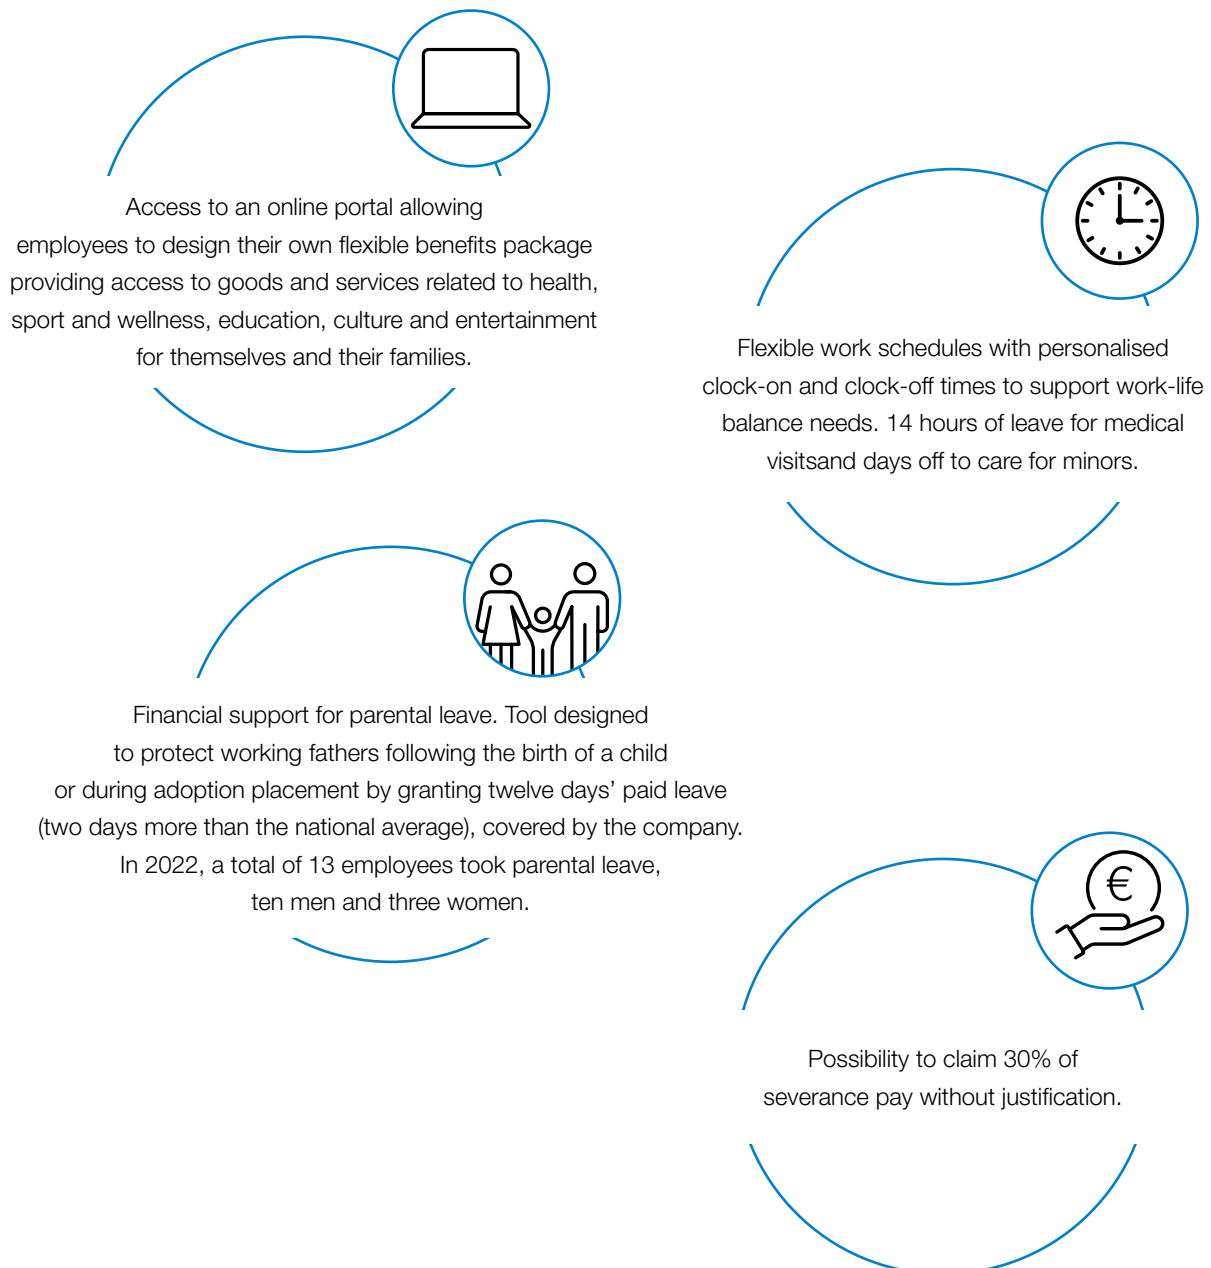 Access to an online portal allowing
employees to design their own flexible benefits package
providing access to goods and services related to health,
sport and wellness, education, culture and entertainment
for themselves and their families.
Flexible work schedules with personalised
clock-on and clock-off times to support work-life
balance needs. 14 hours of leave for medical
visitsand days off to care for minors.
Financial support for parental leave. Tool designed
to protect working fathers following the birth of a child
or during adoption placement by granting twelve days’ paid leave
(two days more than the national average), covered by the company.
In 2022, a total of 13 employees took parental leave,
ten men and three women.
€
Possibility to claim 30% of
severance pay without justification.